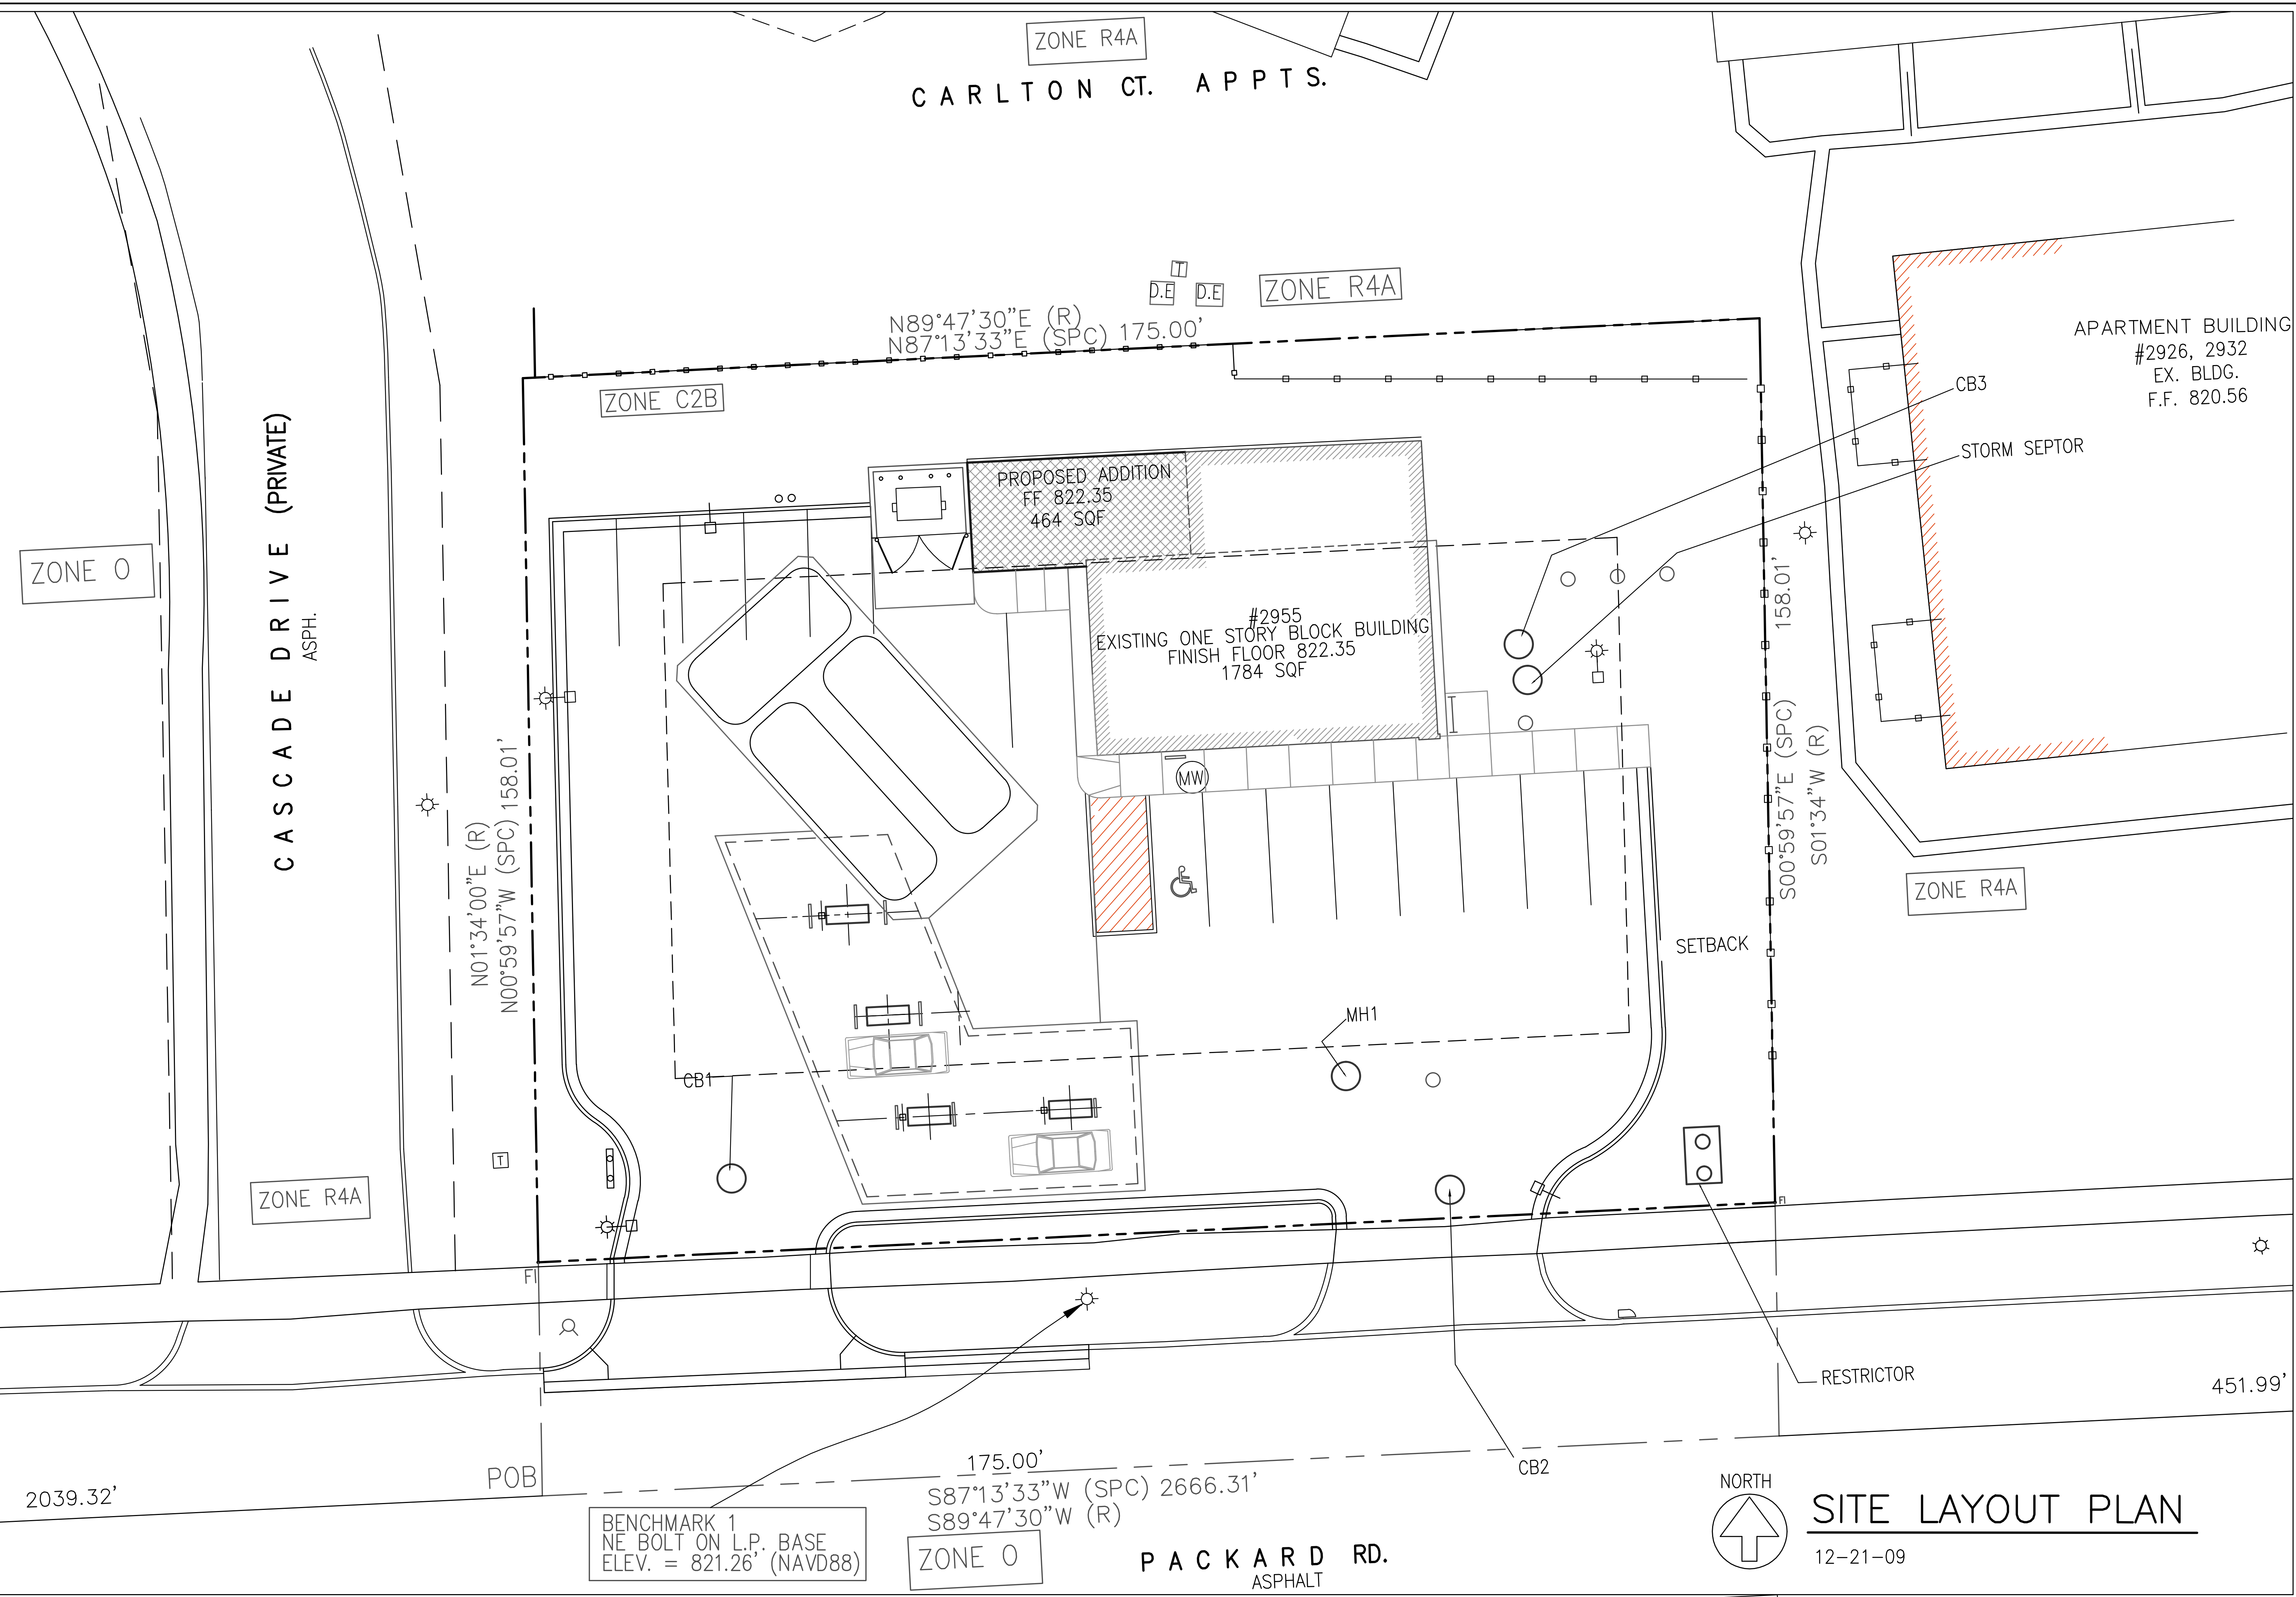 ZONE R4A
CARLTON CT. APPTS.
T
D.E D.E
ZONE R4A
N89°47'30"E (R)
N87°13'33"E (SPC) 175.00'
ZONE C2B
APARTMENT BUILDING
#2926, 2932
EX. BLDG.
F.F. 820.56
CB3
STORM SEPTOR
PROPOSED ADDITION
FF 822.35
464 SQF
ZONE O
CASCADE DRIVE (PRIVATE)
ASPH.
#2955
EXISTING ONE STORY BLOCK BUILDING
FINISH FLOOR 822.35
1784 SQF
158.01'
S00°59'57"E (SPC)
S01°34"W (R)
N01°34'00"E (R)
N00°59'57"W (SPC) 158.01'
MW
ZONE R4A
SETBACK
MH1
CB1
T
ZONE R4A
FI
FI
RESTRICTOR
451.99'
CB2
POB
2039.32'
175.00'
S87°13'33"W (SPC) 2666.31'
S89°47'30"W (R)
BENCHMARK 1
NE BOLT ON L.P. BASE
ELEV. = 821.26' (NAVD88)
ZONE O
PACKARD RD.
ASPHALT
NORTH
SITE LAYOUT PLAN
12-21-09